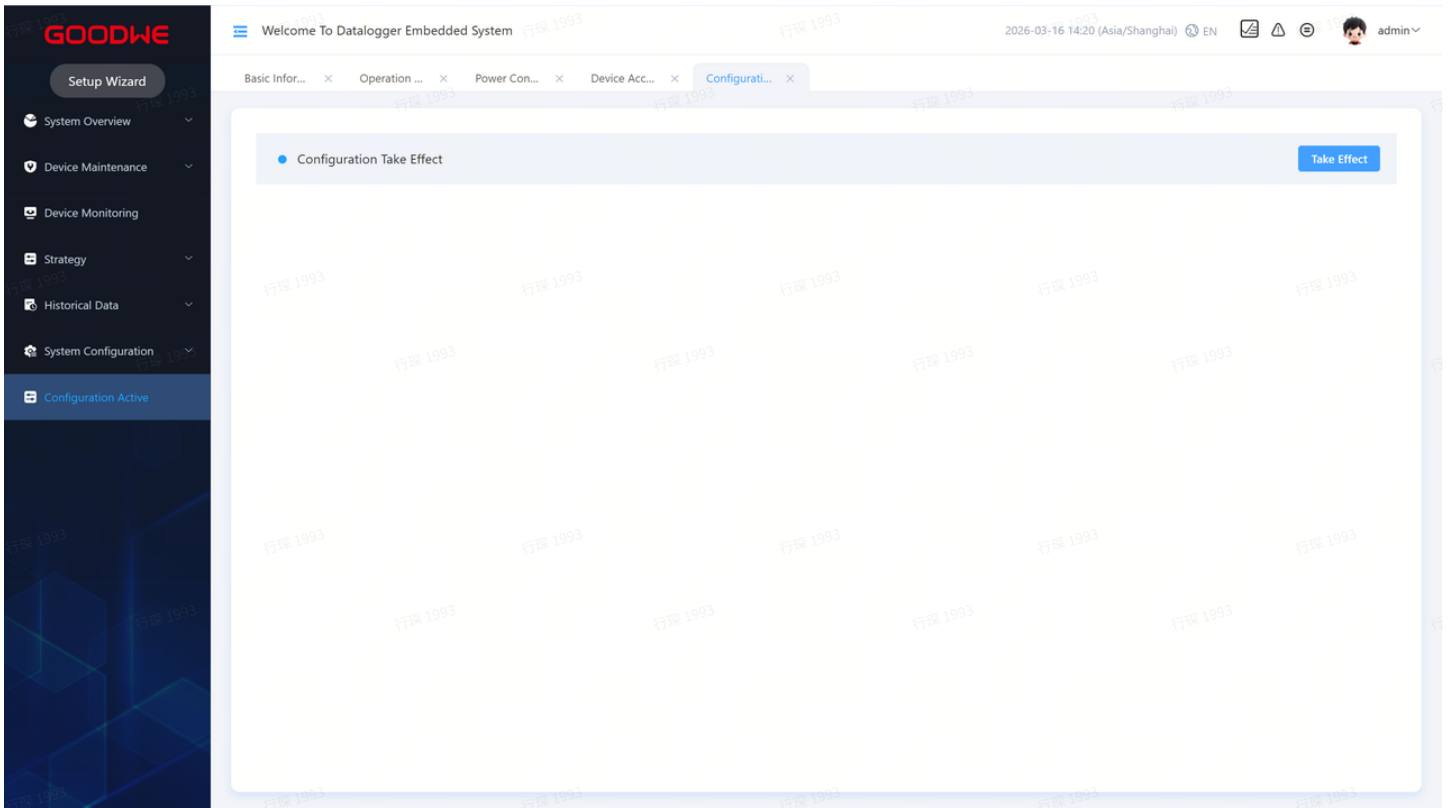 GOODWE
Welcome To Datalogger Embedded System
2026-03-16 14:20 (Asia/Shanghai)
EN
admin
Setup Wizard
Basic Infor...
Operation ...
Power Con...
Device Acc...
Configurati...
System Overview
Device Maintenance
Device Monitoring
Strategy
Historical Data
System Configuration
Configuration Active
Configuration Take Effect
Take Effect
行琛 1993